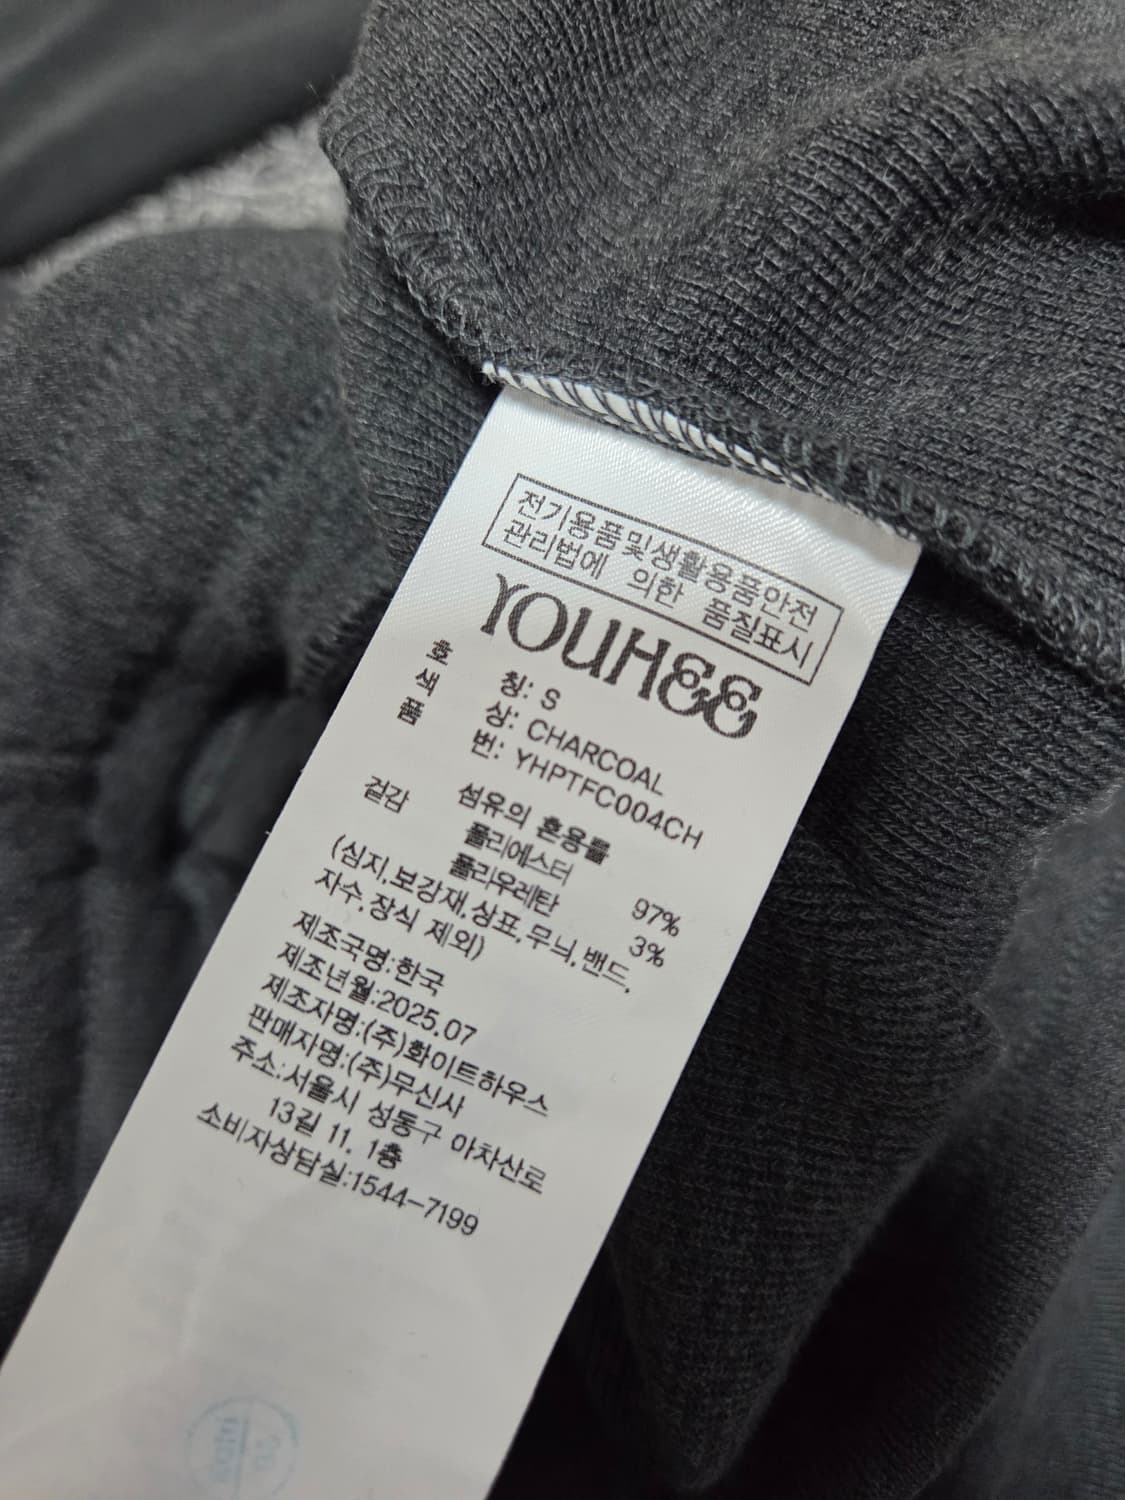 전기용품및생활용품안전
관리법에 의한 품질표시
YOUHEE
호 칭: S
색 상: CHARCOAL
품 번: YHPTFC004CH
섬유의 혼용률
겉감 폴리에스터 97%
폴리우레탄 3%
(심지,보강재,상표,무늬,밴드,
자수,장식 제외)
제조국명:한국
제조년월:2025.07
제조자명:(주)화이트하우스
판매자명:(주)무신사
주소:서울시 성동구 아차산로
13길 11, 1층
소비자상담실:1544-7199